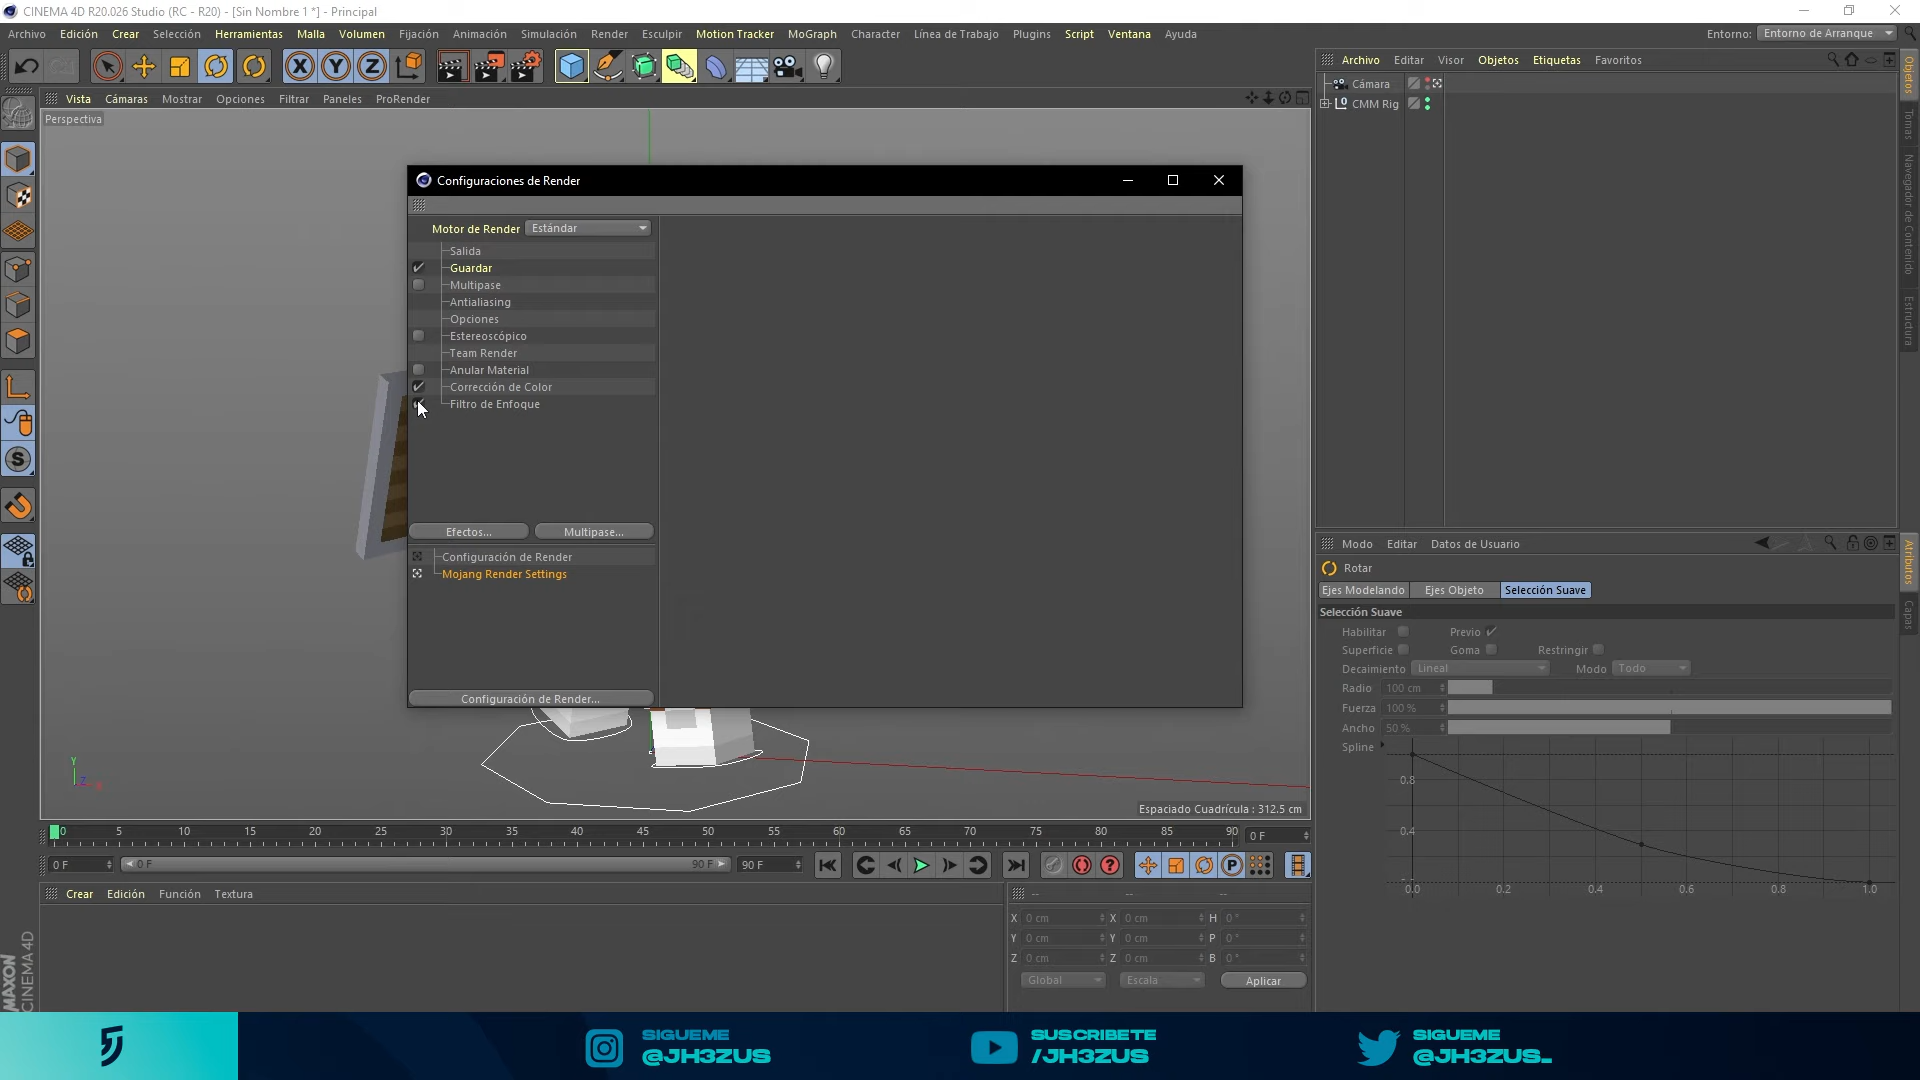 CINEMA 4D R20.026 Studio (RC - R20) - [Sin Nombre 1 *] - Principal
Archivo Edición Crear Selección Herramientas Malla Volumen Fijación Animación Simulación Render Esculpir Motion Tracker MoGraph Character Línea de Trabajo Plugins Script Ventana Ayuda Entorno: Entorno de Arranque
X Y Z
Archivo Editar Visor Objetos Etiquetas Favoritos
Cámara
CMM Rig
Objetos
Tomas
Navegador de Contenido
Estructura
Vista Cámaras Mostrar Opciones Filtrar Paneles ProRender
Perspectiva
Configuraciones de Render
Motor de Render Estándar
Salida
Guardar
Multipase
Antialiasing
Opciones
Estereoscópico
Team Render
Anular Material
Corrección de Color
Filtro de Enfoque
Efectos... Multipase...
Configuración de Render
Mojang Render Settings
Configuración de Render...
Y
Z
Espaciado Cuadrícula : 312.5 cm
Modo Editar Datos de Usuario
Rotar
Ejes Modelando Ejes Objeto Selección Suave
Selección Suave
Habilitar Previo
Superficie Goma Restringir
Decaimiento Lineal Modo Todo
Radio 100 cm
Fuerza 100 %
Ancho 50 %
Spline
0.8
0.4
0.0 0.2 0.4 0.6 0.8 1.0
Atributos
Capas
0 5 10 15 20 25 30 35 40 45 50 55 60 65 70 75 80 85 90 0 F
0 F 0 F 90 F 90 F
Crear Edición Función Textura
-- -- --
X 0 cm X 0 cm H 0 °
Y 0 cm Y 0 cm P 0 °
Z 0 cm Z 0 cm B 0 °
Global Escala Aplicar
MAXON
CINEMA 4D
SIGUEME
@JH3ZUS
SUSCRIBETE
/JH3ZUS
SIGUEME
@JH3ZUS_